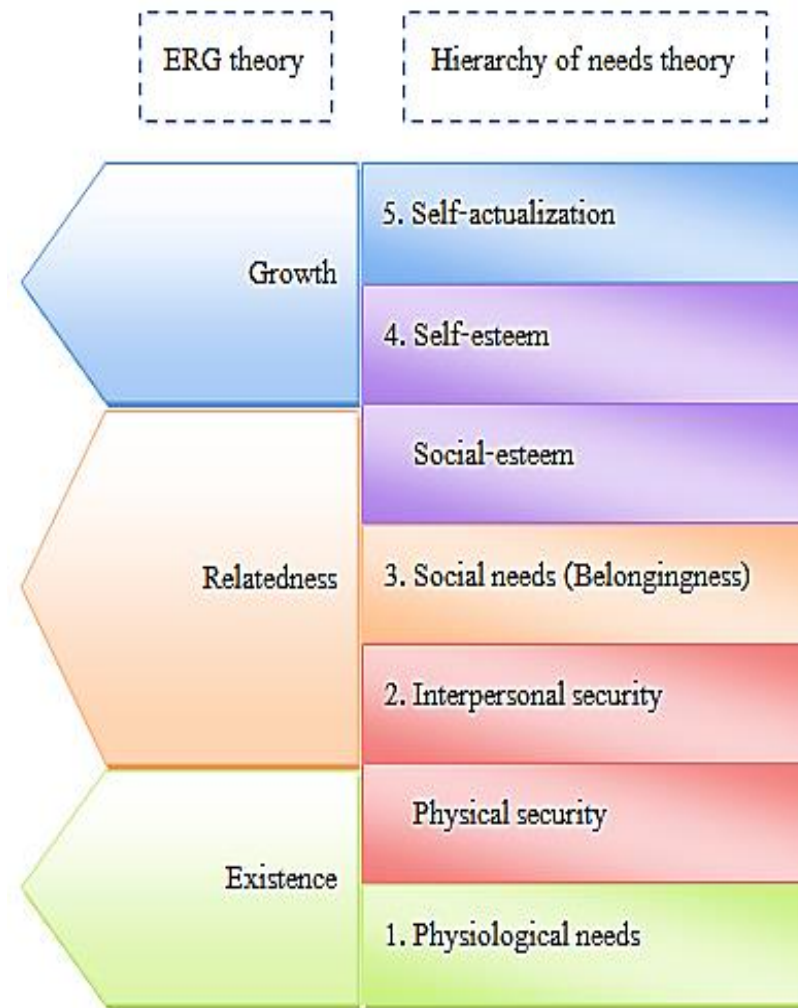 ERG theory
Hierarchy of needs theory
Growth
5. Self-actualization
4. Self-esteem
Social-esteem
Relatedness
3. Social needs (Belongingness)
2. Interpersonal security
Physical security
Existence
1. Physiological needs